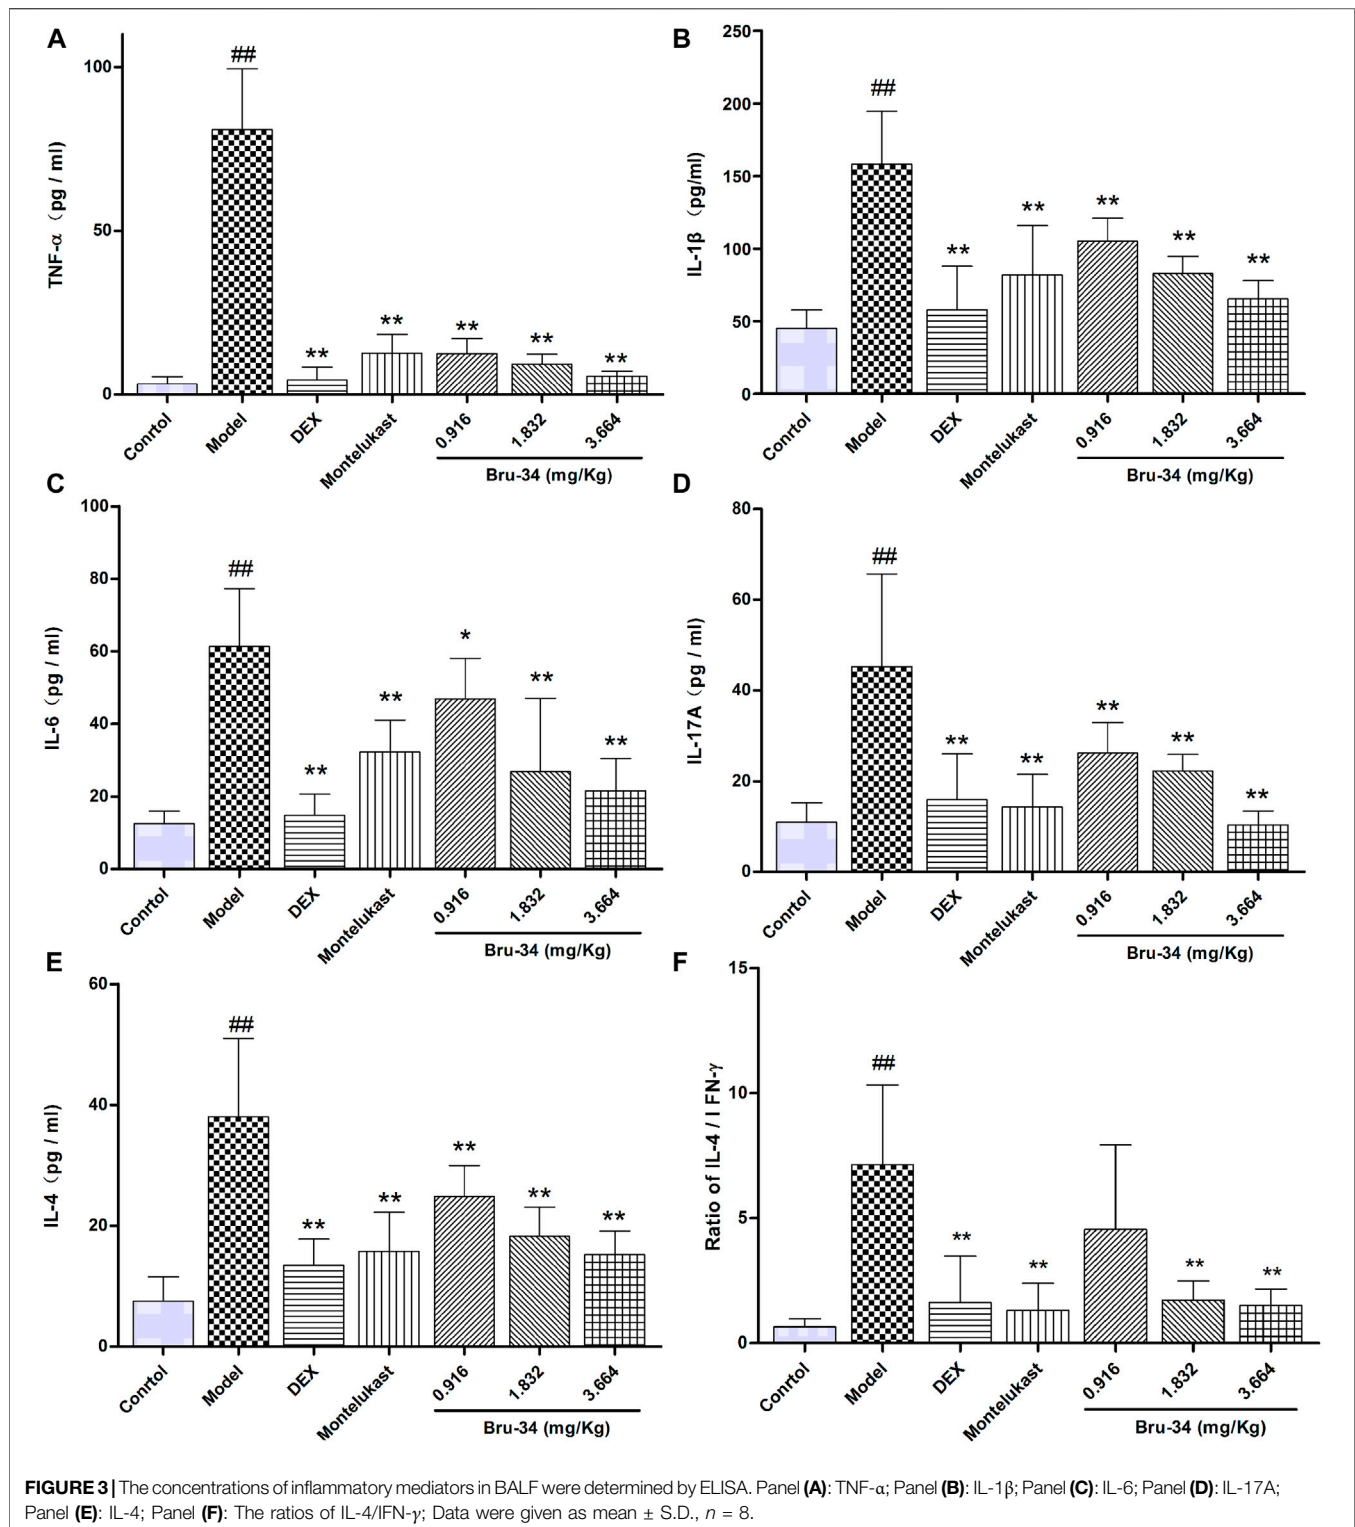 A
TNF-α (pg / ml)
100
50
0
##
**
**
**
**
**
Conrtol
Model
DEX
Montelukast
0.916
1.832
3.664
Bru-34 (mg/Kg)
B
IL-1β (pg/ml)
250
200
150
100
50
0
##
**
**
**
**
**
Conrtol
Model
DEX
Montelukast
0.916
1.832
3.664
Bru-34 (mg/Kg)
C
IL-6 (pg / ml)
100
80
60
40
20
0
##
**
**
*
**
**
Conrtol
Model
DEX
Montelukast
0.916
1.832
3.664
Bru-34 (mg/Kg)
D
IL-17A (pg / ml)
80
60
40
20
0
##
**
**
**
**
**
Conrtol
Model
DEX
Montelukast
0.916
1.832
3.664
Bru-34 (mg/Kg)
E
IL-4 (pg / ml)
60
40
20
0
##
**
**
**
**
**
Conrtol
Model
DEX
Montelukast
0.916
1.832
3.664
Bru-34 (mg/Kg)
F
Ratio of IL-4 / I FN-γ
15
10
5
0
##
**
**
**
**
Conrtol
Model
DEX
Montelukast
0.916
1.832
3.664
Bru-34 (mg/Kg)
FIGURE 3 | The concentrations of inflammatory mediators in BALF were determined by ELISA. Panel (A): TNF-α; Panel (B): IL-1β; Panel (C): IL-6; Panel (D): IL-17A;
Panel (E): IL-4; Panel (F): The ratios of IL-4/IFN-γ; Data were given as mean ± S.D., n = 8.